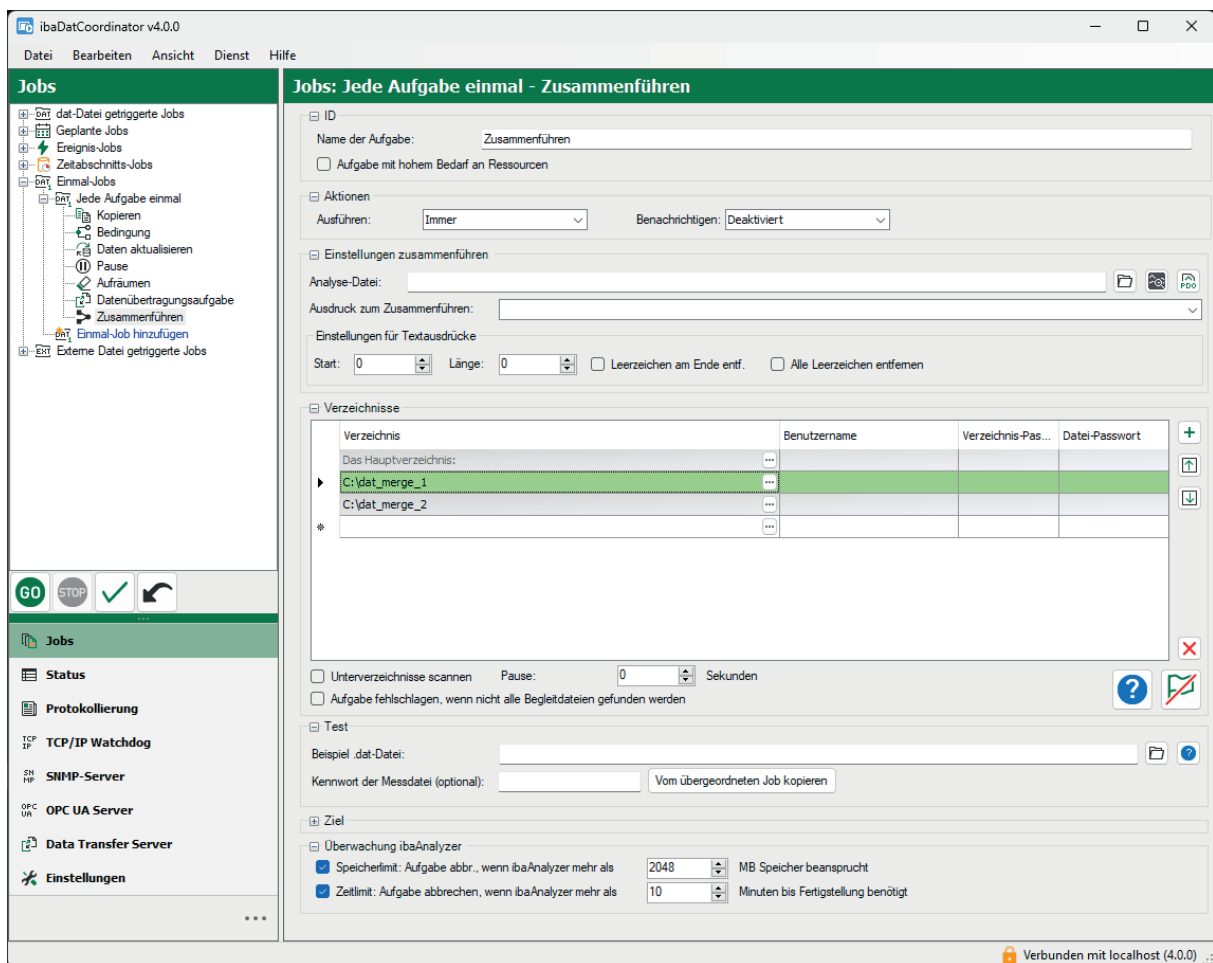 ibaDatCoordinator v4.0.0
Datei Bearbeiten Ansicht Dienst Hilfe
Jobs
dat-Datei getriggerte Jobs
Geplante Jobs
Ereignis-Jobs
Zeitabschnitts-Jobs
Einmal-Jobs
Jede Aufgabe einmal
Kopieren
Bedingung
Daten aktualisieren
Pause
Aufräumen
Datenübertragungsaufgabe
Zusammenführen
Einmal-Job hinzufügen
Externe Datei getriggerte Jobs
GO STOP
Jobs
Status
Protokollierung
TCP/IP Watchdog
SNMP-Server
OPC UA Server
Data Transfer Server
Einstellungen
Jobs: Jede Aufgabe einmal - Zusammenführen
ID
Name der Aufgabe: Zusammenführen
Aufgabe mit hohem Bedarf an Ressourcen
Aktionen
Ausführen: Immer Benachrichtigen: Deaktiviert
Einstellungen zusammenführen
Analyse-Datei: PDO
Ausdruck zum Zusammenführen:
Einstellungen für Textausdrücke
Start: 0 Länge: 0 Leerzeichen am Ende entf. Alle Leerzeichen entfernen
Verzeichnisse
Verzeichnis Benutzername Verzeichnis-Pas... Datei-Passwort
Das Hauptverzeichnis:
C:\dat_merge_1
C:\dat_merge_2
Unterverzeichnisse scannen Pause: 0 Sekunden
Aufgabe fehlschlagen, wenn nicht alle Begleitdateien gefunden werden
Test
Beispiel .dat-Datei:
Kennwort der Messdatei (optional): Vom übergeordneten Job kopieren
Ziel
Überwachung ibaAnalyzer
Speicherlimit: Aufgabe abbr., wenn ibaAnalyzer mehr als 2048 MB Speicher beansprucht
Zeitlimit: Aufgabe abbrechen, wenn ibaAnalyzer mehr als 10 Minuten bis Fertigstellung benötigt
Verbunden mit localhost (4.0.0)